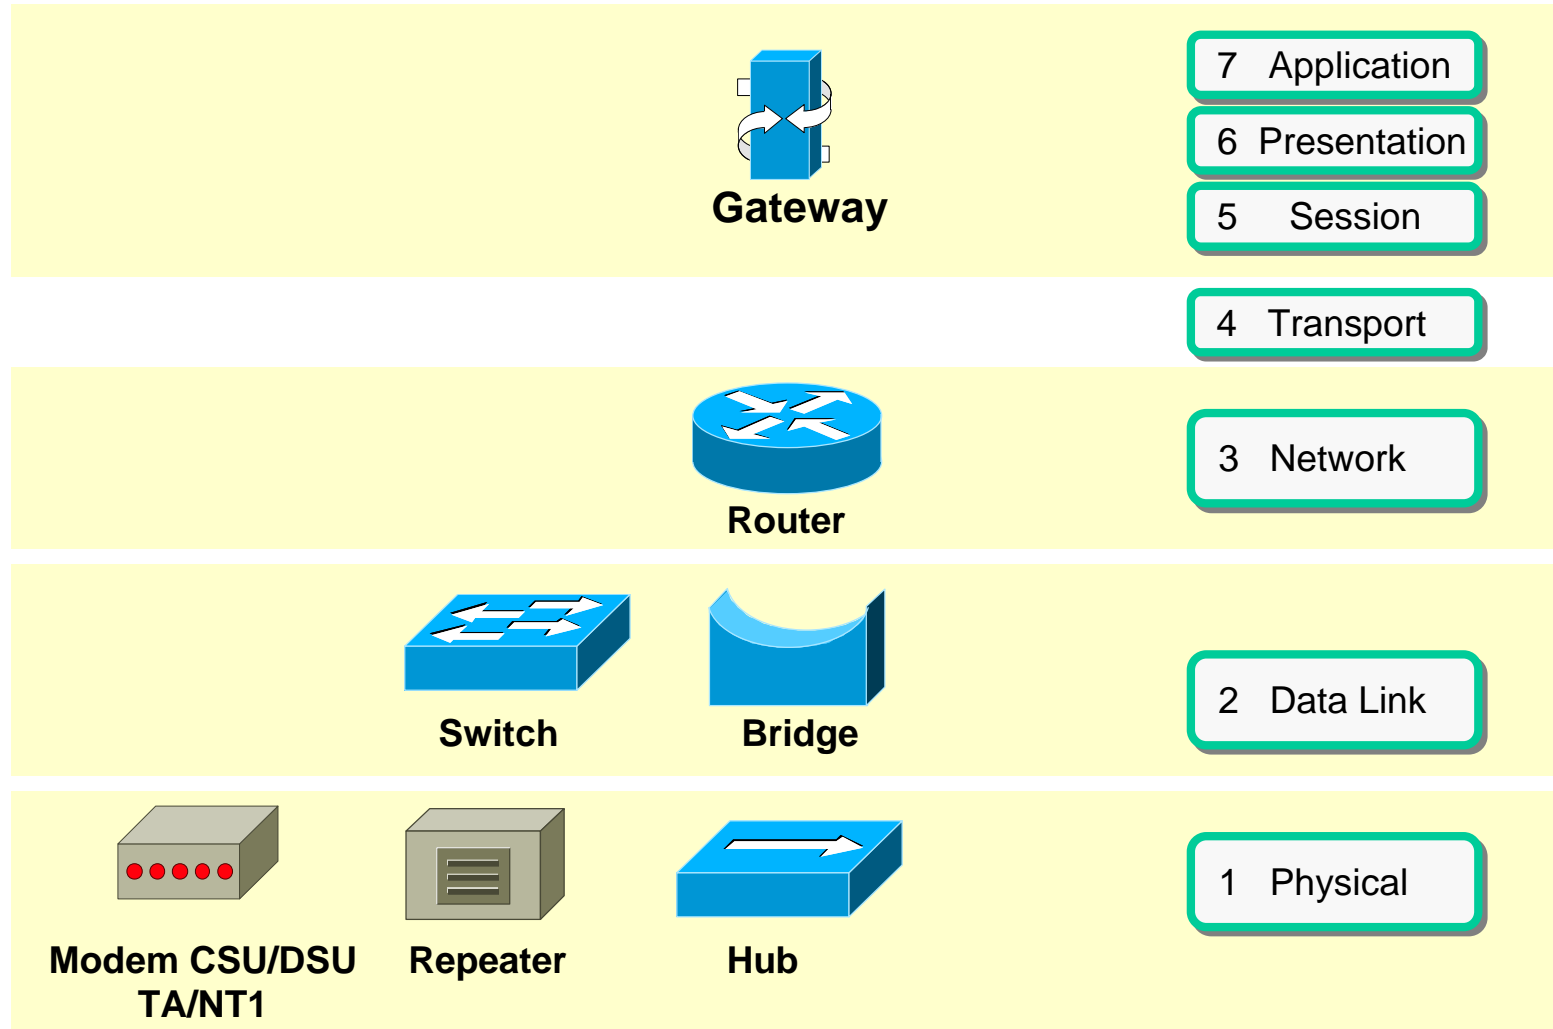 7 Application
6 Presentation
Gateway
5 Session
4 Transport
3 Network
Router
2 Data Link
Switch Bridge
1 Physical
Modem CSU/DSU Repeater Hub
TA/NT1